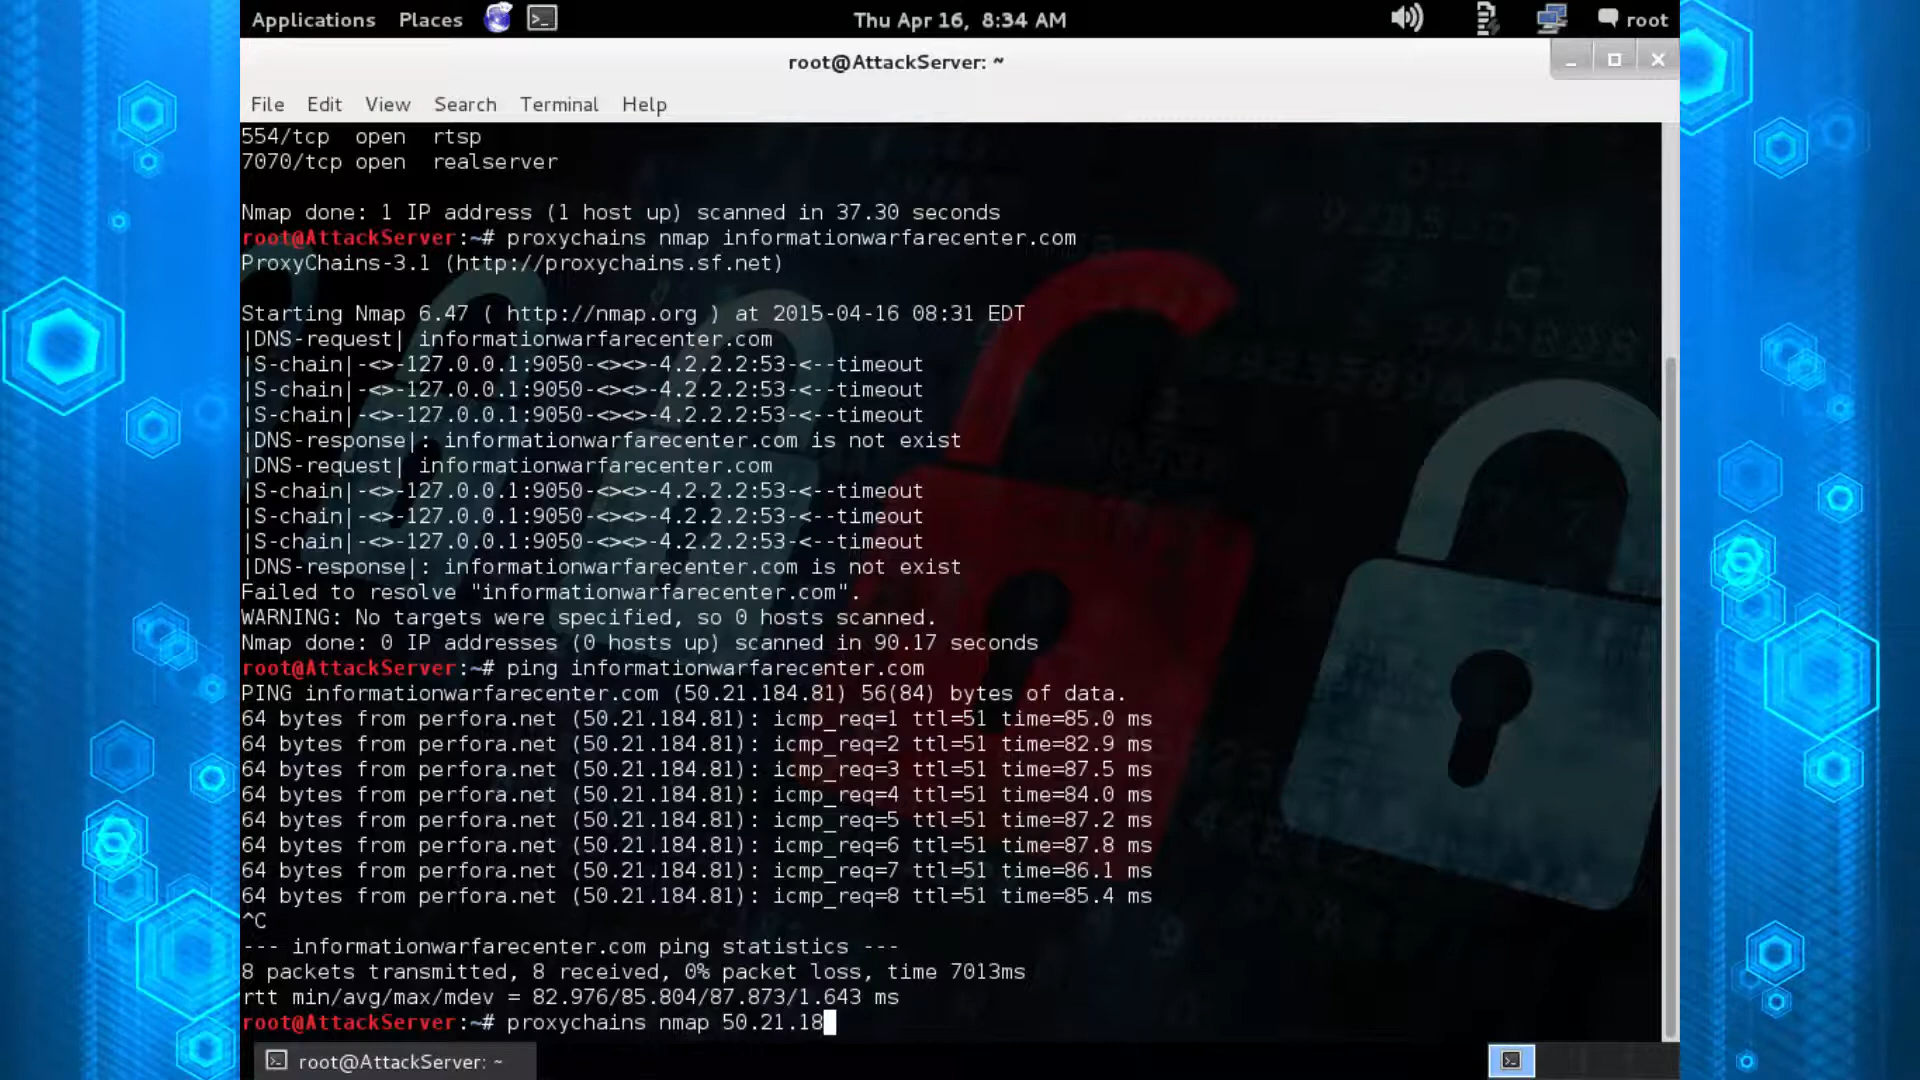 Applications Places Thu Apr 16, 8:34 AM root
root@AttackServer: ~
File Edit View Search Terminal Help
554/tcp open rtsp
7070/tcp open realserver
Nmap done: 1 IP address (1 host up) scanned in 37.30 seconds
root@AttackServer:~# proxychains nmap informationwarfarecenter.com
ProxyChains-3.1 (http://proxychains.sf.net)
Starting Nmap 6.47 ( http://nmap.org ) at 2015-04-16 08:31 EDT
|DNS-request| informationwarfarecenter.com
|S-chain|-<>-127.0.0.1:9050-<><>-4.2.2.2:53-<--timeout
|S-chain|-<>-127.0.0.1:9050-<><>-4.2.2.2:53-<--timeout
|S-chain|-<>-127.0.0.1:9050-<><>-4.2.2.2:53-<--timeout
|DNS-response|: informationwarfarecenter.com is not exist
|DNS-request| informationwarfarecenter.com
|S-chain|-<>-127.0.0.1:9050-<><>-4.2.2.2:53-<--timeout
|S-chain|-<>-127.0.0.1:9050-<><>-4.2.2.2:53-<--timeout
|S-chain|-<>-127.0.0.1:9050-<><>-4.2.2.2:53-<--timeout
|DNS-response|: informationwarfarecenter.com is not exist
Failed to resolve "informationwarfarecenter.com".
WARNING: No targets were specified, so 0 hosts scanned.
Nmap done: 0 IP addresses (0 hosts up) scanned in 90.17 seconds
root@AttackServer:~# ping informationwarfarecenter.com
PING informationwarfarecenter.com (50.21.184.81) 56(84) bytes of data.
64 bytes from perfora.net (50.21.184.81): icmp_req=1 ttl=51 time=85.0 ms
64 bytes from perfora.net (50.21.184.81): icmp_req=2 ttl=51 time=82.9 ms
64 bytes from perfora.net (50.21.184.81): icmp_req=3 ttl=51 time=87.5 ms
64 bytes from perfora.net (50.21.184.81): icmp_req=4 ttl=51 time=84.0 ms
64 bytes from perfora.net (50.21.184.81): icmp_req=5 ttl=51 time=87.2 ms
64 bytes from perfora.net (50.21.184.81): icmp_req=6 ttl=51 time=87.8 ms
64 bytes from perfora.net (50.21.184.81): icmp_req=7 ttl=51 time=86.1 ms
64 bytes from perfora.net (50.21.184.81): icmp_req=8 ttl=51 time=85.4 ms
^C
--- informationwarfarecenter.com ping statistics ---
8 packets transmitted, 8 received, 0% packet loss, time 7013ms
rtt min/avg/max/mdev = 82.976/85.804/87.873/1.643 ms
root@AttackServer:~# proxychains nmap 50.21.18
root@AttackServer: ~